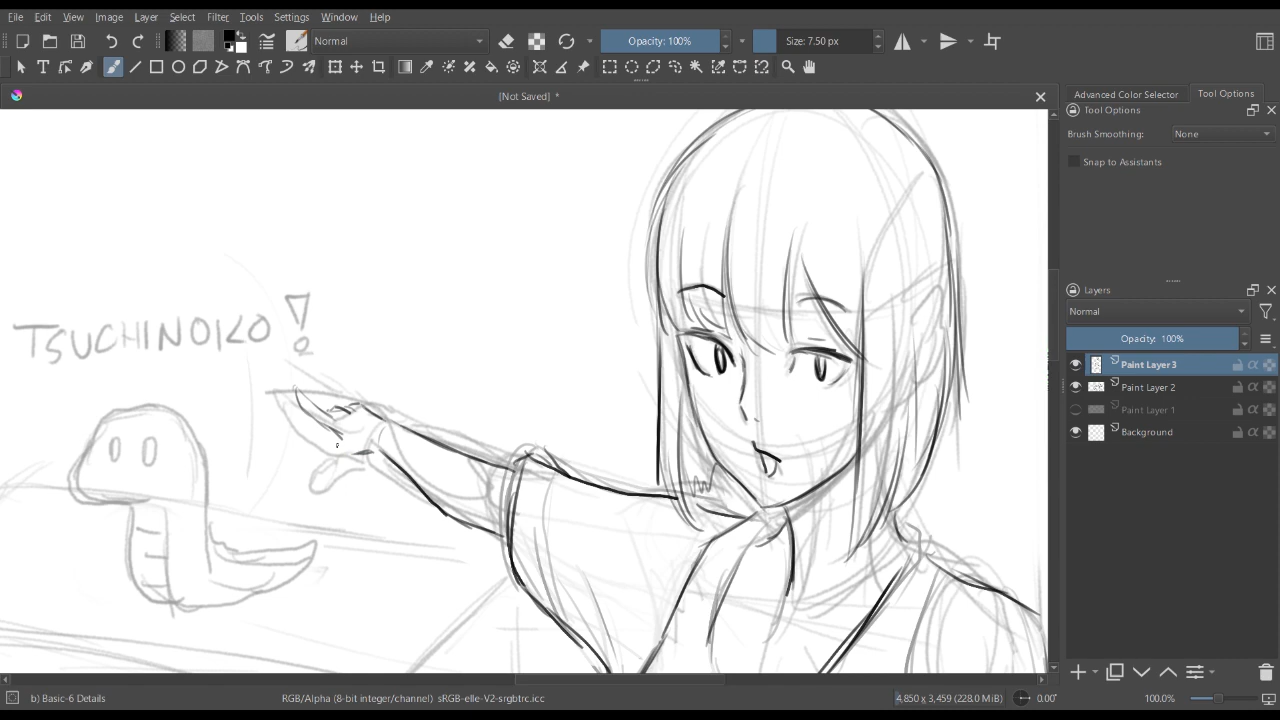 File Edit View Image Layer Select Filter Tools Settings Window Help
Normal Opacity: 100% Size: 7.50 px
[Not Saved] *
Advanced Color Selector Tool Options
Tool Options
Brush Smoothing: None
Snap to Assistants
Layers
Normal
Opacity: 100%
Paint Layer 3
Paint Layer 2
Paint Layer 1
Background
TSUCHINOKO!
b) Basic-6 Details RGB/Alpha (8-bit integer/channel) sRGB-elle-V2-srgbtrc.icc 4,850 x 3,459 (228.0 MiB) 0.00° 100.0%